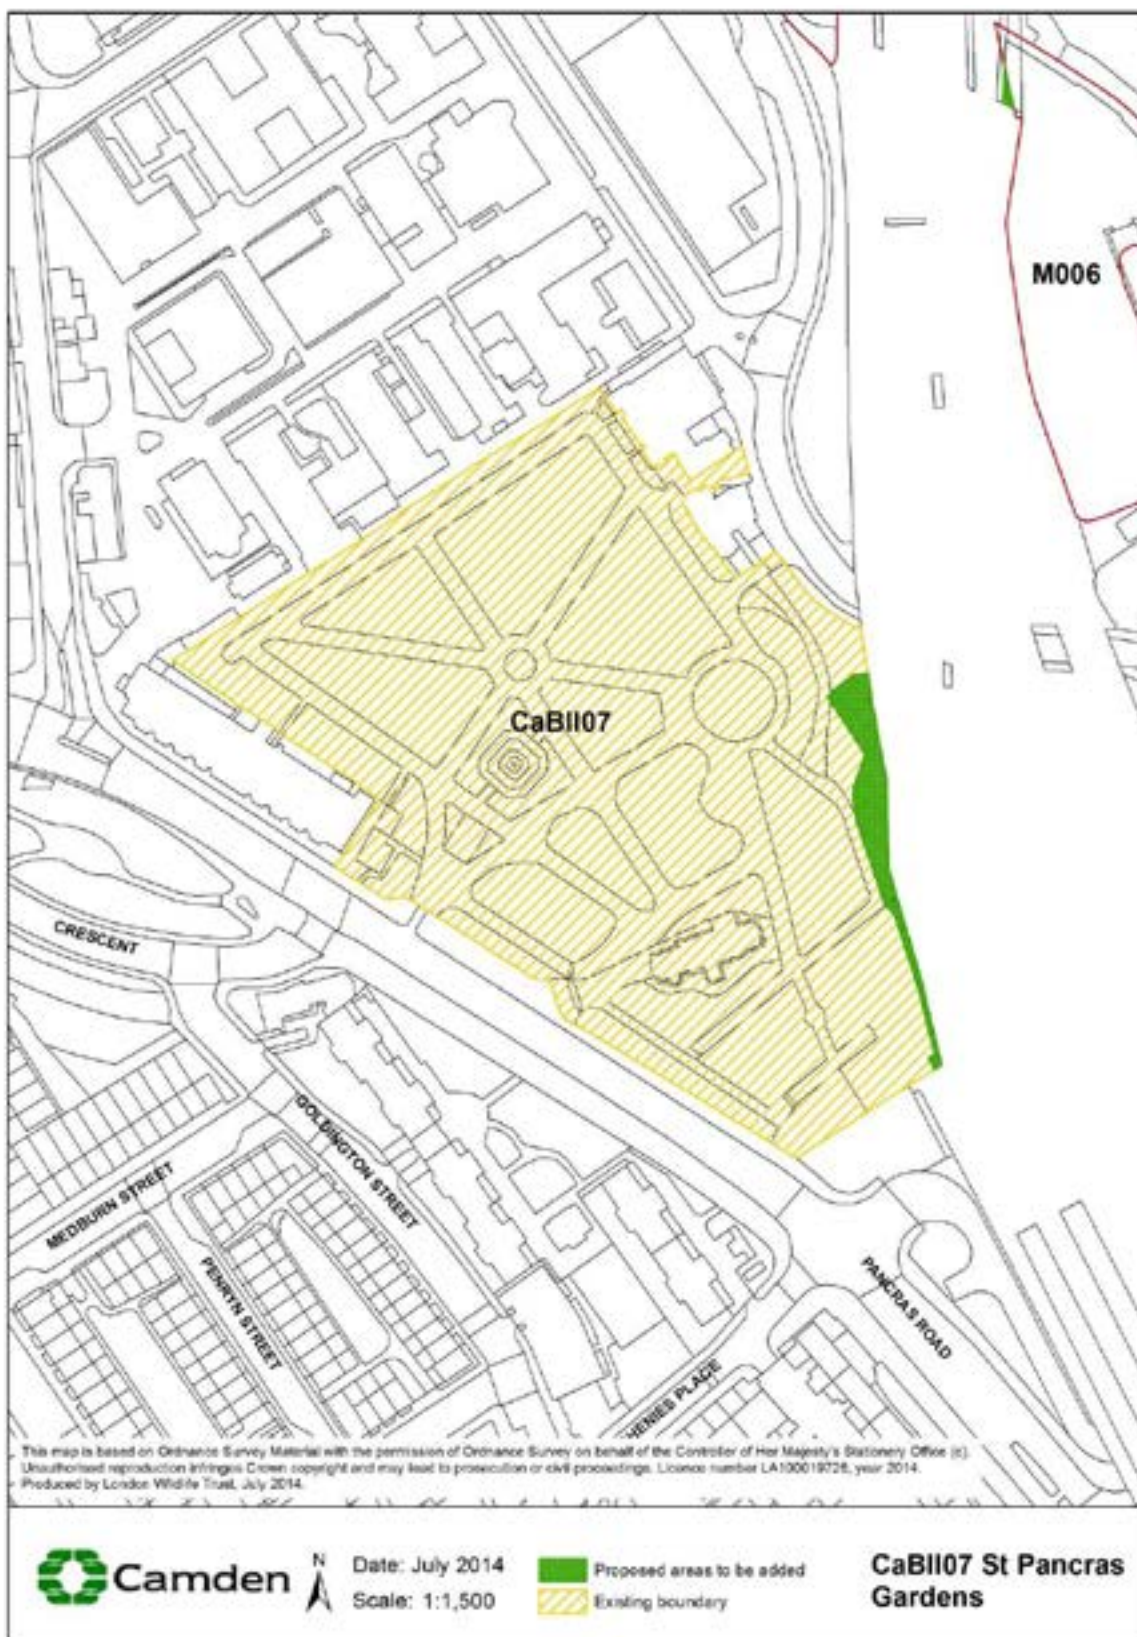 M006
CaBII07
CRESCENT
GOLDINGTON STREET
MEDBURN STREET
PENRYN STREET
PANCRAS ROAD
HENIES PLACE
This map is based on Ordnance Survey Material with the permission of Ordnance Survey on behalf of the Controller of Her Majesty's Stationery Office (c).
Unauthorised reproduction infringes Crown copyright and may lead to prosecution or civil proceedings. Licence number LA100019726, year 2014.
Produced by London Wildlife Trust, July 2014.
Camden
N
Date: July 2014
Scale: 1:1,500
Proposed areas to be added
Existing boundary
CaBII07 St Pancras
Gardens